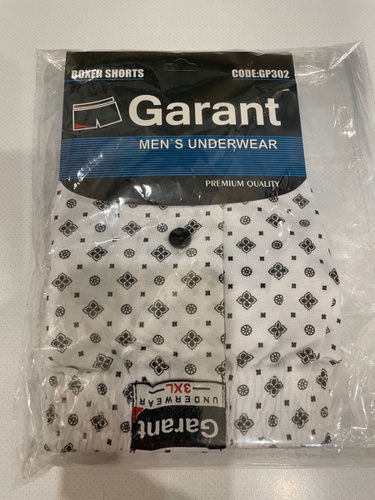 BOXER SHORTS
CODE:GP302
Garant
MEN`S UNDERWEAR
PREMIUM QUALITY
Garant
UNDERWEAR
3XL